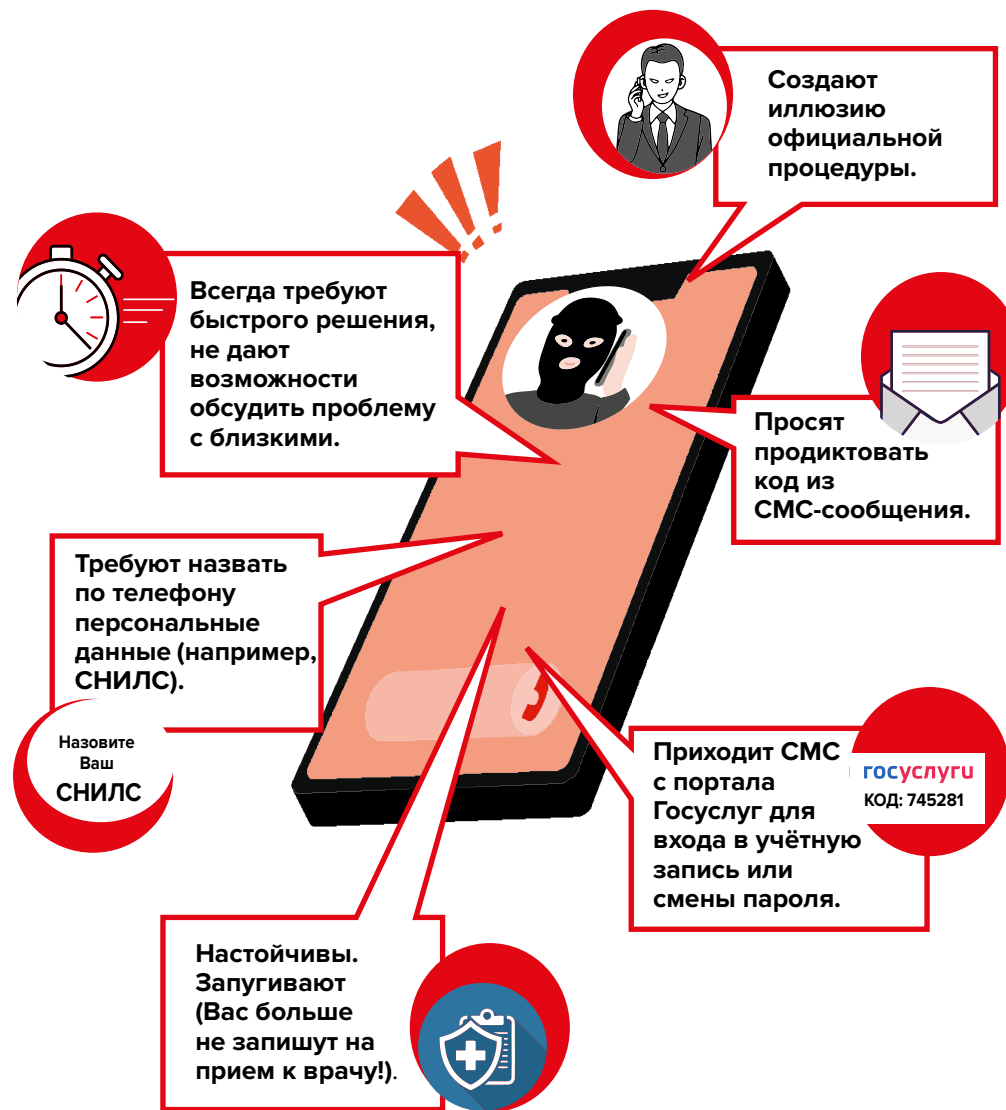 Создают
иллюзию
официальной
процедуры.
Всегда требуют
быстрого решения,
не дают
возможности
обсудить проблему
с близкими.
Просят
продиктовать
код из
СМС-сообщения.
Требуют назвать
по телефону
персональные
данные (например,
СНИЛС).
Назовите
Ваш
СНИЛС
Приходит СМС
с портала
Госуслуг для
входа в учётную
запись или
смены пароля.
госуслуги
КОД: 745281
Настойчивы.
Запугивают
(Вас больше
не запишут на
прием к врачу!).